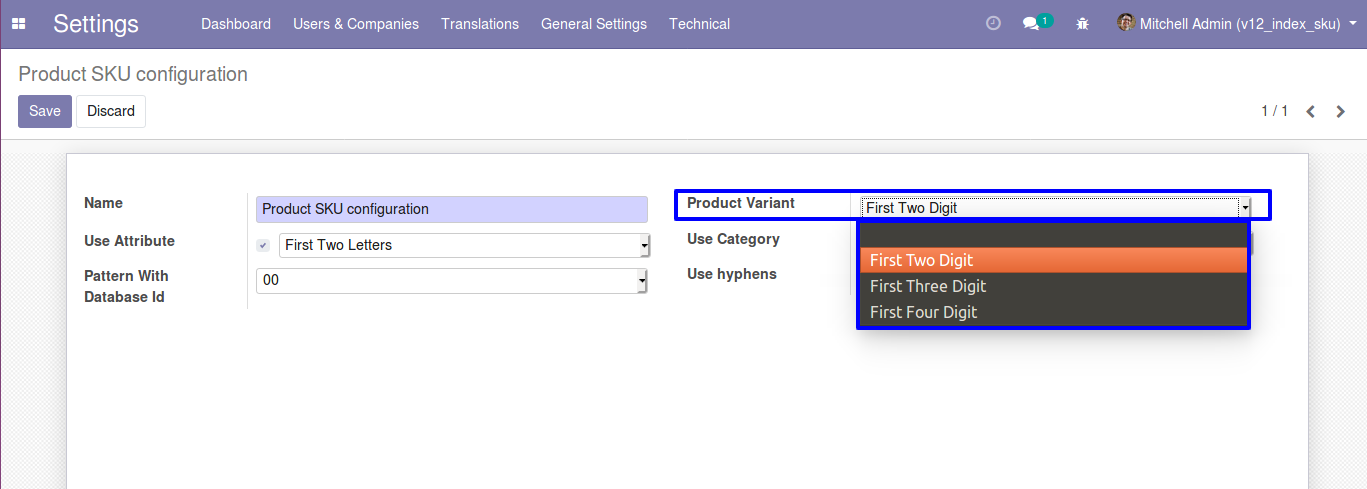 Settings
Dashboard
Users & Companies
Translations
General Settings
Technical
1
Mitchell Admin (v12_index_sku)
Product SKU configuration
Save
Discard
1 / 1
Name
Product SKU configuration
Use Attribute
First Two Letters
Pattern With
Database Id
00
Product Variant
First Two Digit
Use Category
Use hyphens
First Two Digit
First Three Digit
First Four Digit